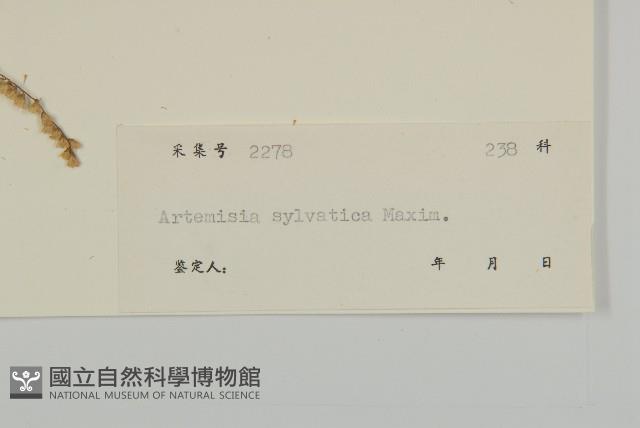 采集号 2278 238 科
Artemisia sylvatica Maxim.
鉴定人： 年 月 日
國立自然科學博物館
NATIONAL MUSEUM OF NATURAL SCIENCE